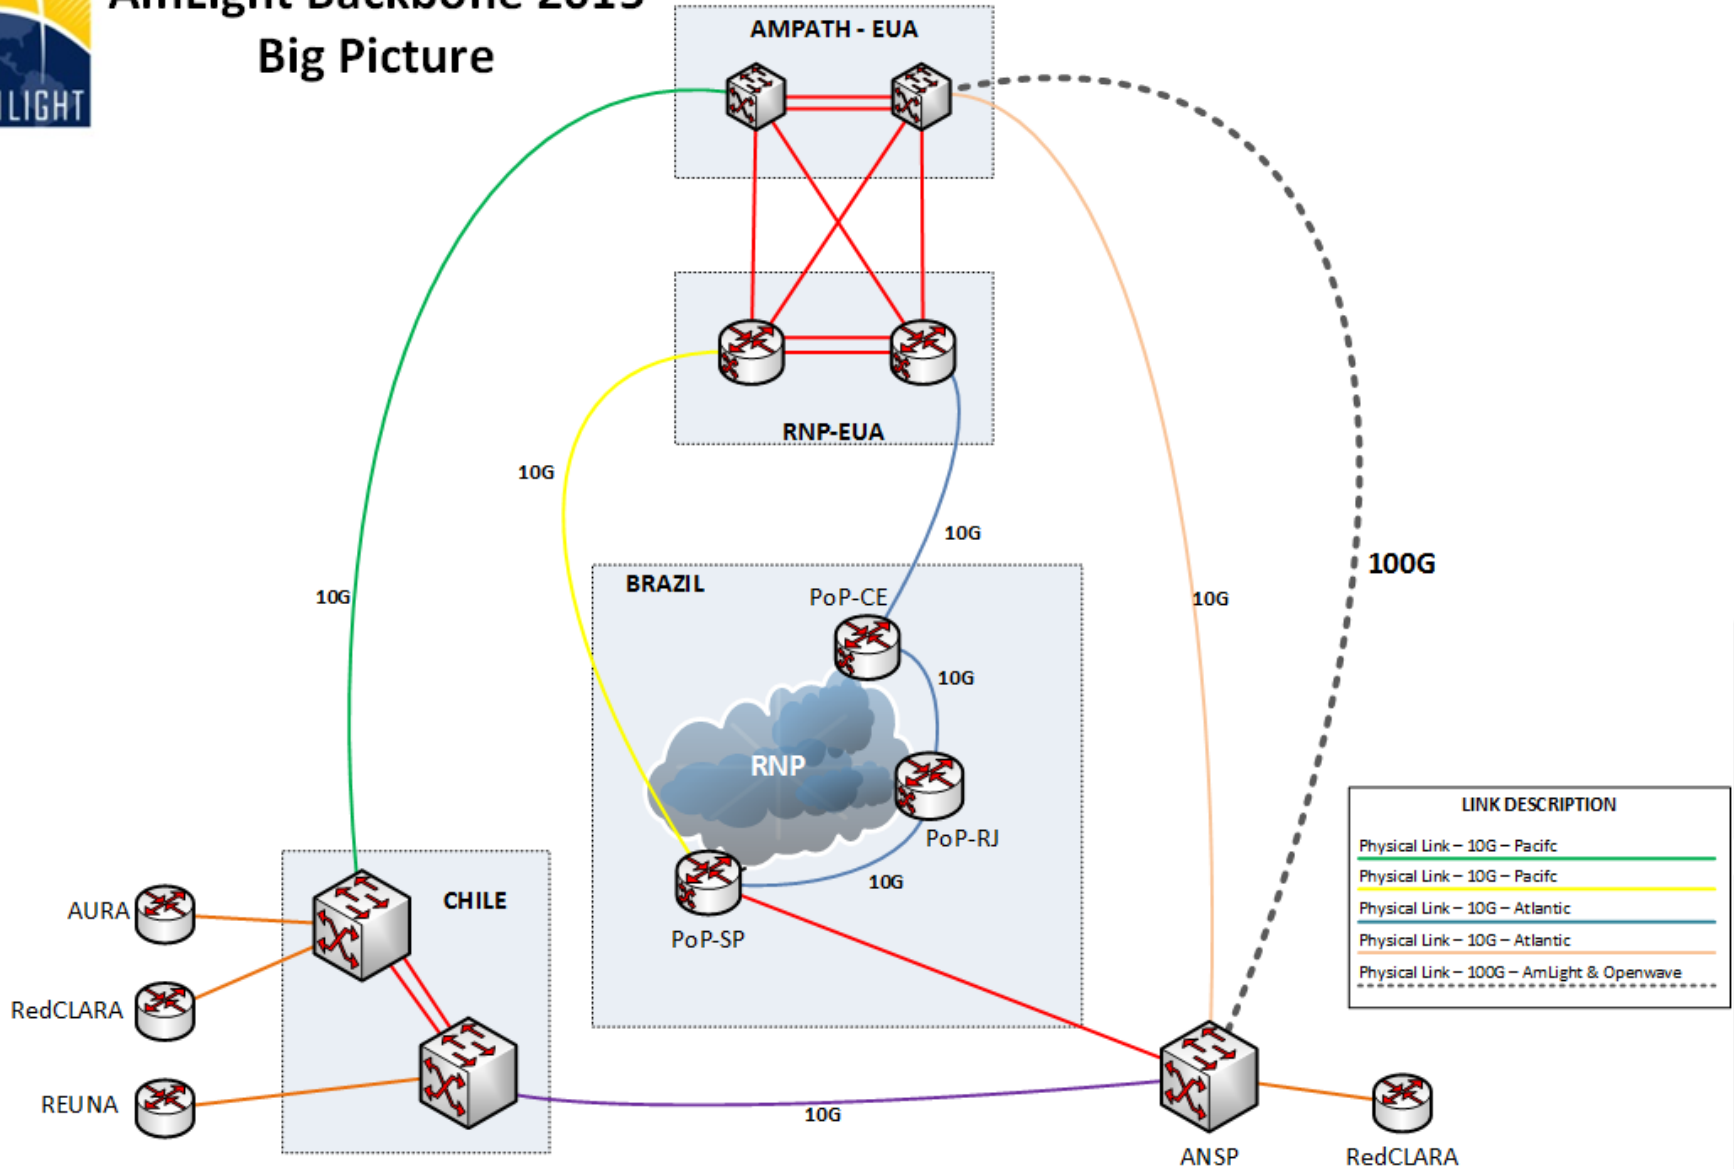 Big Picture
LIGHT
AMPATH - EUA
RNP-EUA
10G
10G
10G
100G
10G
10G
BRAZIL
PoP-CE
10G
RNP
PoP-RJ
10G
PoP-SP
LINK DESCRIPTION
Physical Link – 10G – Pacifc
Physical Link – 10G – Pacifc
Physical Link – 10G – Atlantic
Physical Link – 10G – Atlantic
Physical Link – 100G – AmLight & Openwave
CHILE
AURA
RedCLARA
REUNA
10G
ANSP
RedCLARA